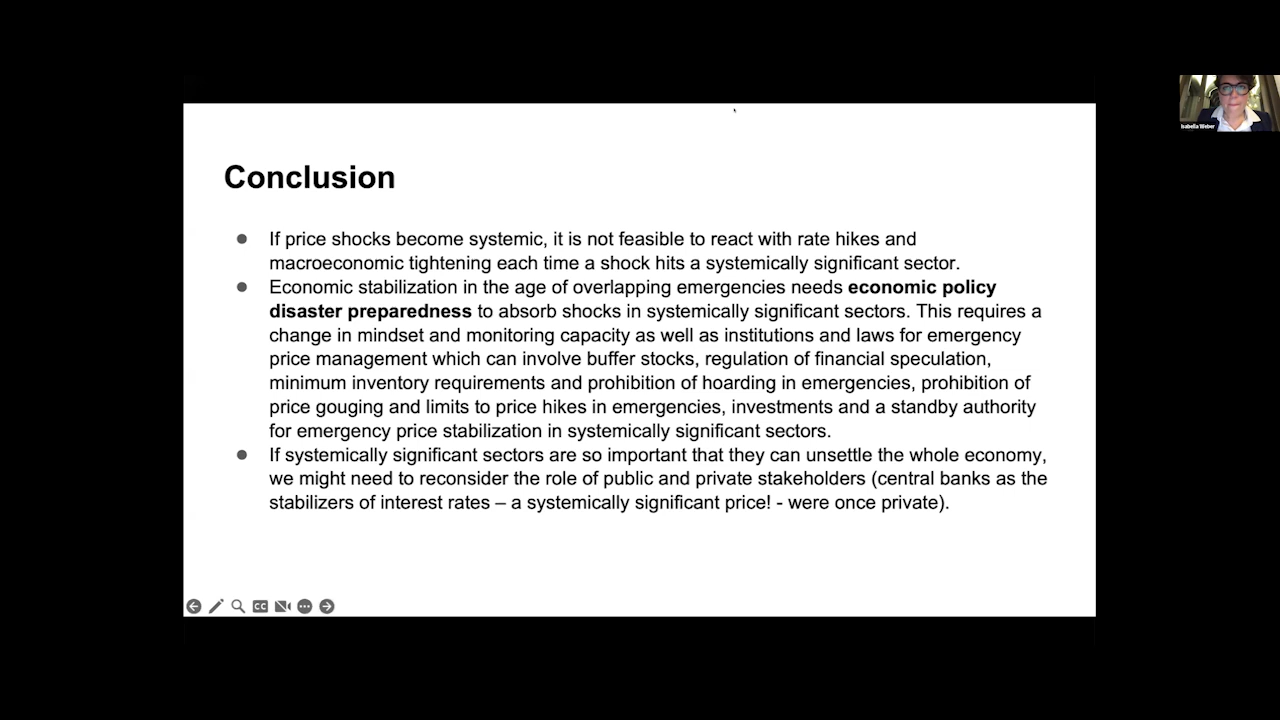 Conclusion
● If price shocks become systemic, it is not feasible to react with rate hikes and
macroeconomic tightening each time a shock hits a systemically significant sector.
● Economic stabilization in the age of overlapping emergencies needs economic policy
disaster preparedness to absorb shocks in systemically significant sectors. This requires a
change in mindset and monitoring capacity as well as institutions and laws for emergency
price management which can involve buffer stocks, regulation of financial speculation,
minimum inventory requirements and prohibition of hoarding in emergencies, prohibition of
price gouging and limits to price hikes in emergencies, investments and a standby authority
for emergency price stabilization in systemically significant sectors.
● If systemically significant sectors are so important that they can unsettle the whole economy,
we might need to reconsider the role of public and private stakeholders (central banks as the
stabilizers of interest rates – a systemically significant price! - were once private).
CC
Isabella Weber